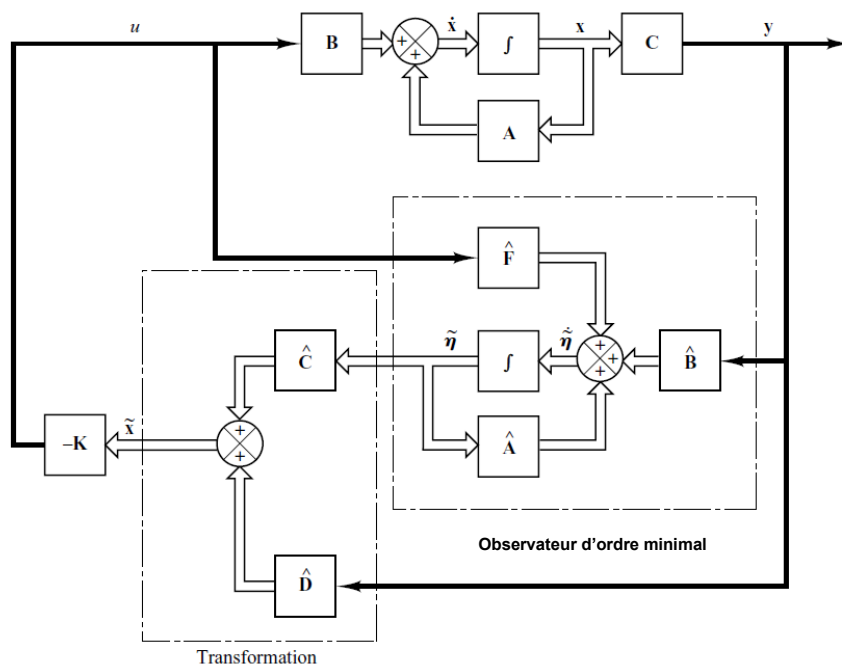 u
B
+
+
ẋ
∫
x
C
y
A
F̂
Ĉ
η̃
∫
η̃̇
+
+
+
B̂
–K
x̃
+
+
Â
Observateur d’ordre minimal
D̂
Transformation